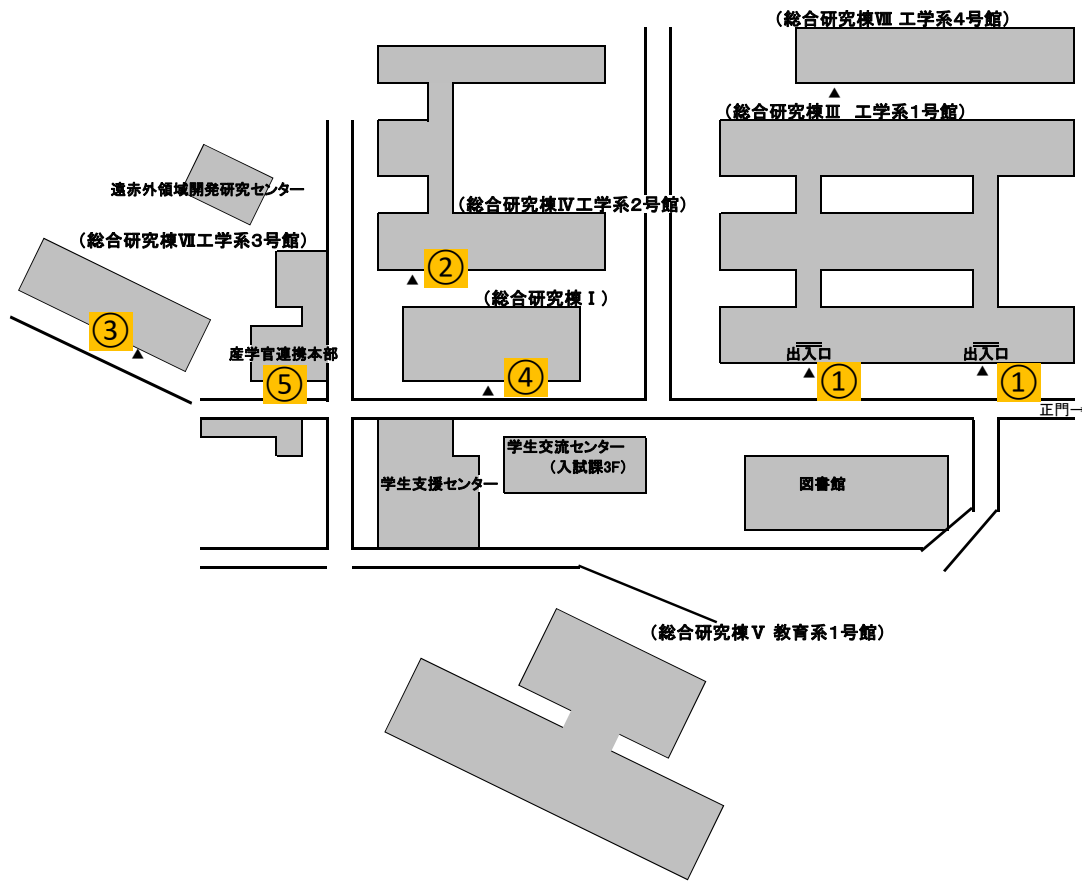 (総合研究棟Ⅷ 工学系4号館)
▲
(総合研究棟Ⅲ 工学系1号館)
遠赤外領域開発研究センター
(総合研究棟Ⅳ工学系2号館)
(総合研究棟Ⅶ工学系3号館)
②
▲
(総合研究棟Ⅰ)
③
▲
産学官連携本部
⑤
④
▲
出入口
▲
①
出入口
▲
①
正門→
学生交流センター
(入試課3F)
学生支援センター
図書館
(総合研究棟Ⅴ 教育系1号館)